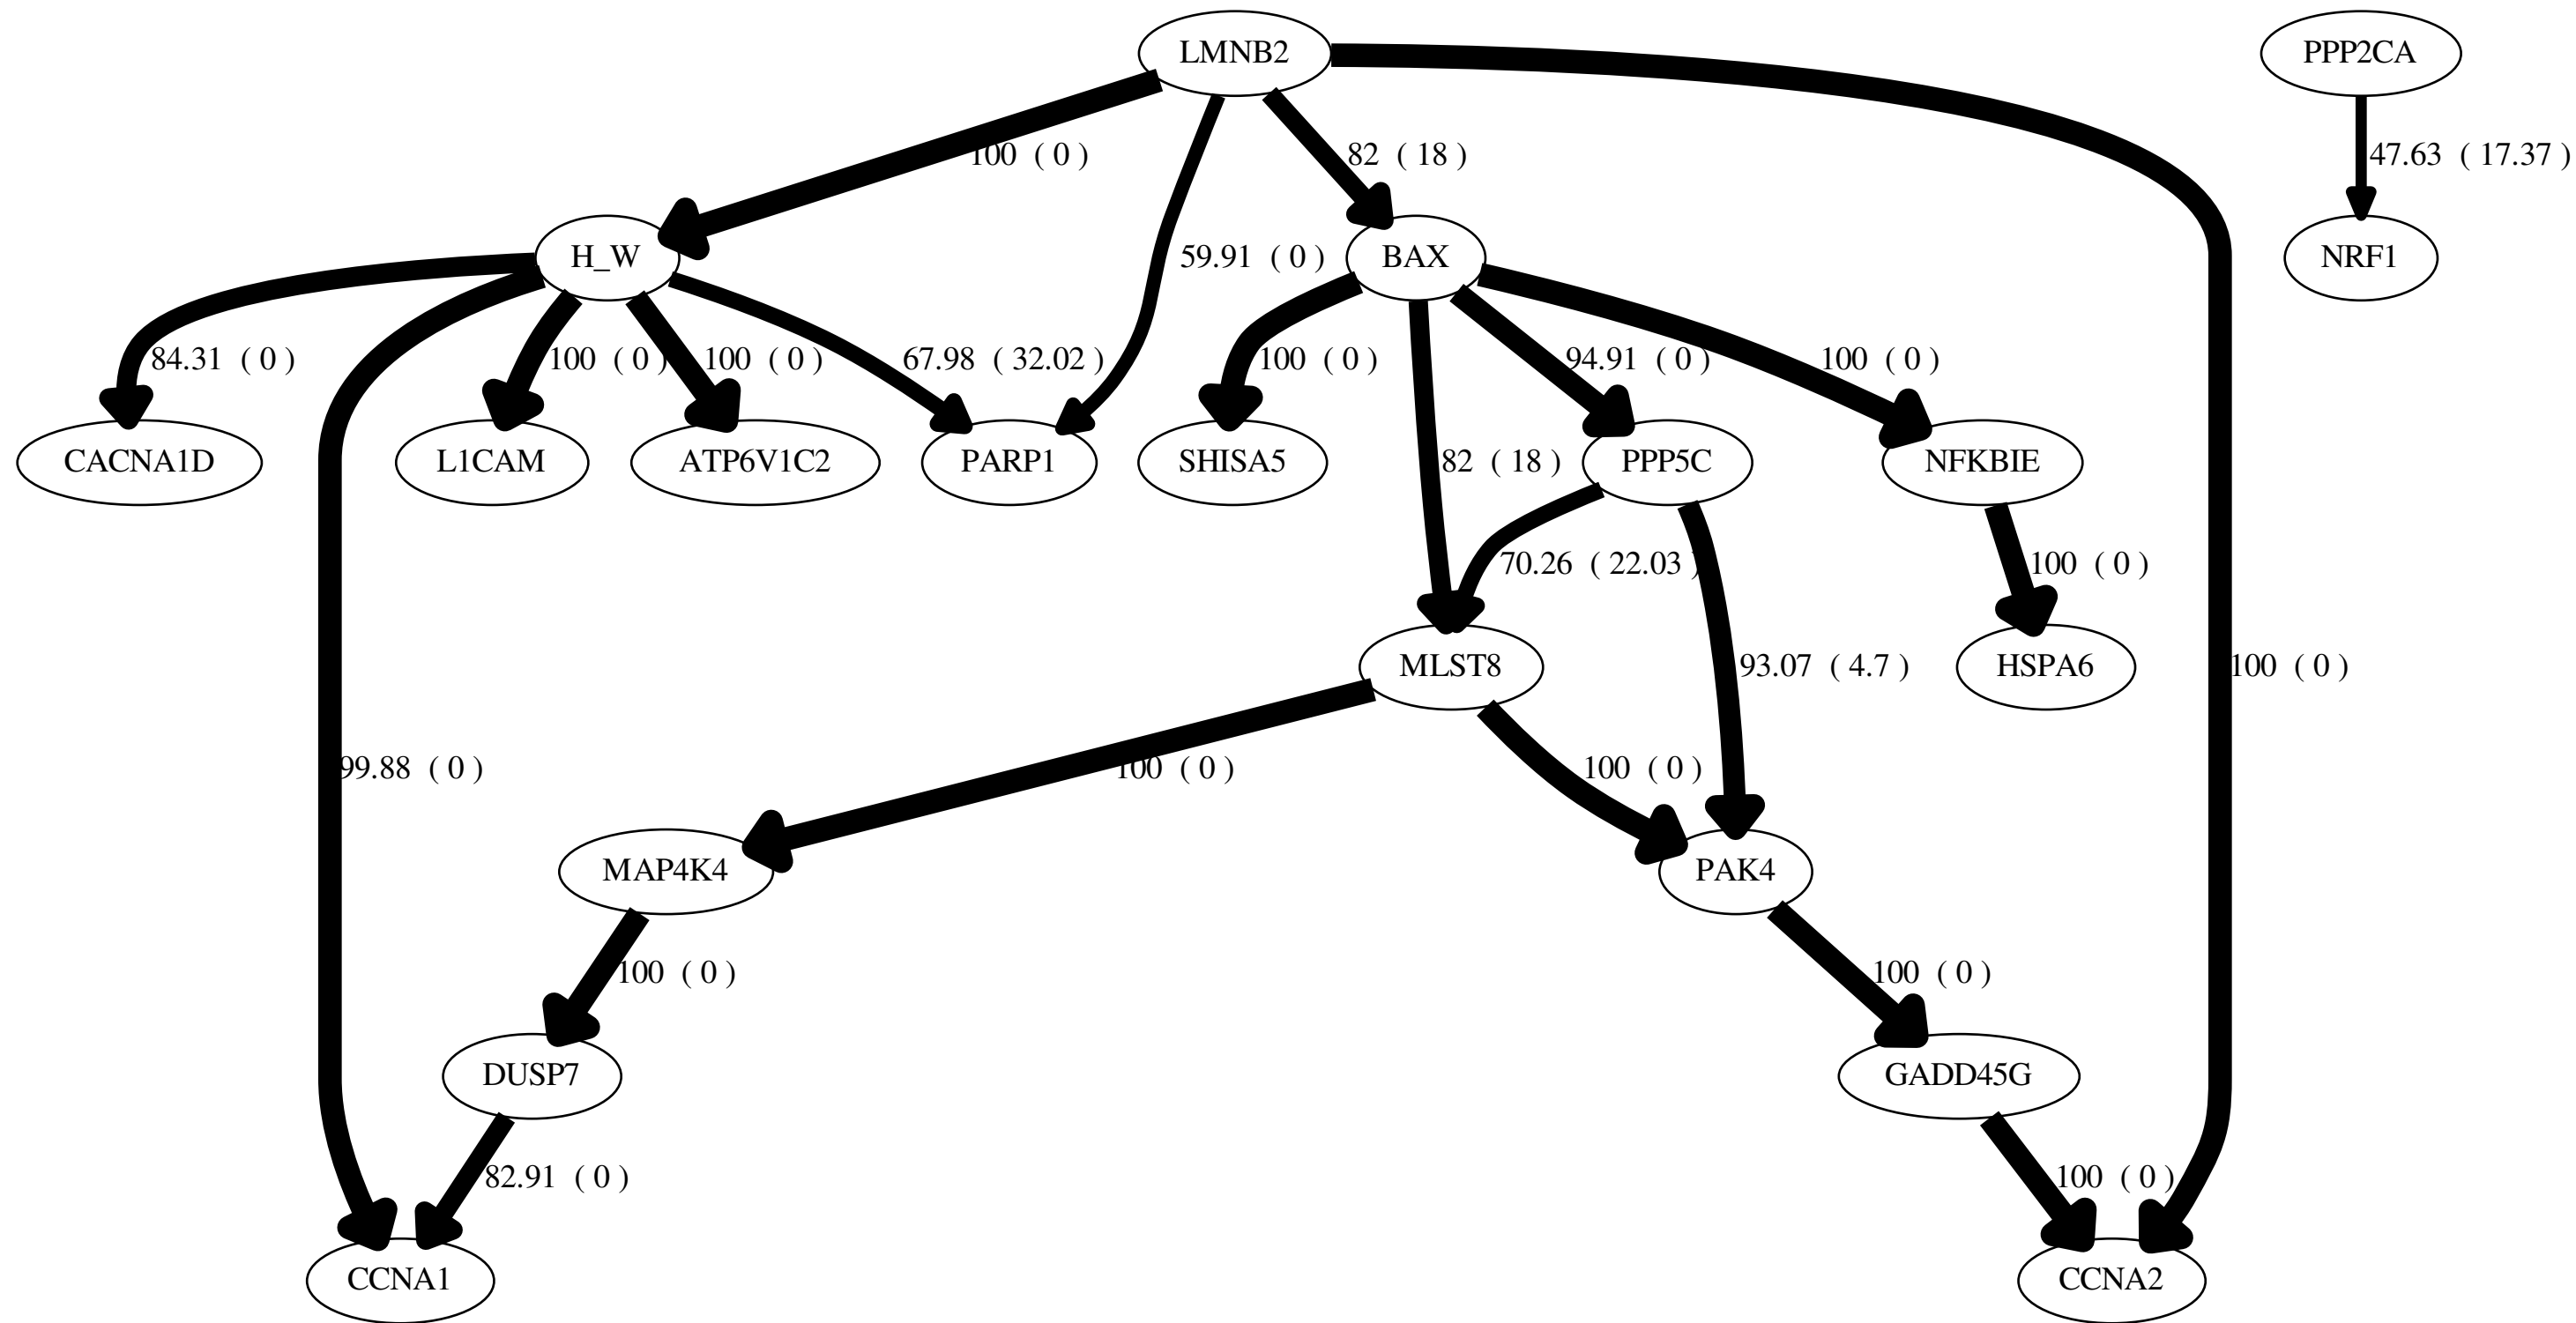 LMNB2
PPP2CA
100 ( 0 )
82 ( 18 )
47.63 ( 17.37 )
H_W
59.91 ( 0 )
BAX
NRF1
84.31 ( 0 )
100 ( 0 )
100 ( 0 )
67.98 ( 32.02 )
100 ( 0 )
94.91 ( 0 )
100 ( 0 )
CACNA1D
L1CAM
ATP6V1C2
PARP1
SHISA5
82 ( 18 )
PPP5C
NFKBIE
70.26 ( 22.03 )
100 ( 0 )
MLST8
93.07 ( 4.7 )
HSPA6
100 ( 0 )
99.88 ( 0 )
100 ( 0 )
100 ( 0 )
MAP4K4
PAK4
100 ( 0 )
100 ( 0 )
DUSP7
GADD45G
82.91 ( 0 )
100 ( 0 )
CCNA1
CCNA2